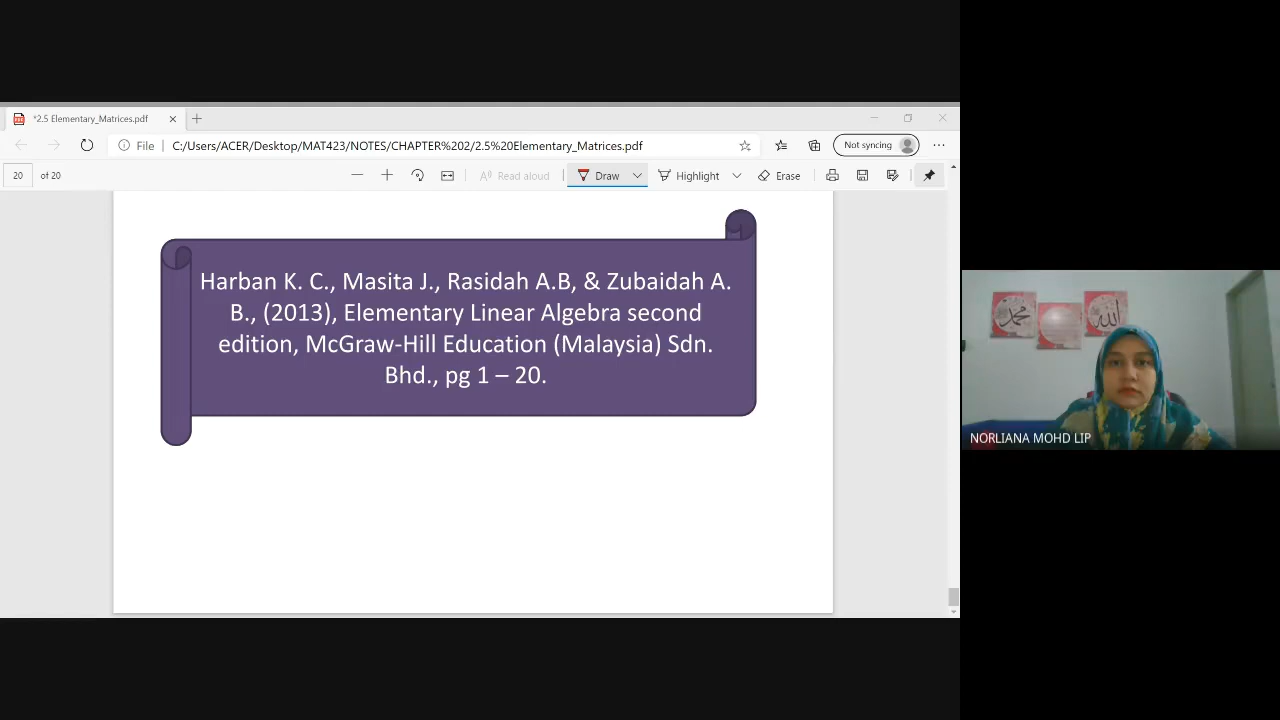 *2.5 Elementary_Matrices.pdf
File
C:/Users/ACER/Desktop/MAT423/NOTES/CHAPTER%202/2.5%20Elementary_Matrices.pdf
Not syncing
20 of 20
Read aloud
Draw
Highlight
Erase
Harban K. C., Masita J., Rasidah A.B, & Zubaidah A.
B., (2013), Elementary Linear Algebra second
edition, McGraw-Hill Education (Malaysia) Sdn.
Bhd., pg 1 – 20.
محمد
الله
NORLIANA MOHD LIP